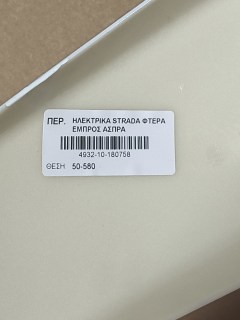 ΠΕΡ. ΗΛΕΚΤΡΙΚΑ STRADA ΦΤΕΡΑ
ΕΜΠΡΟΣ ΑΣΠΡΑ
4932-10-180758
ΘΕΣΗ 50-580